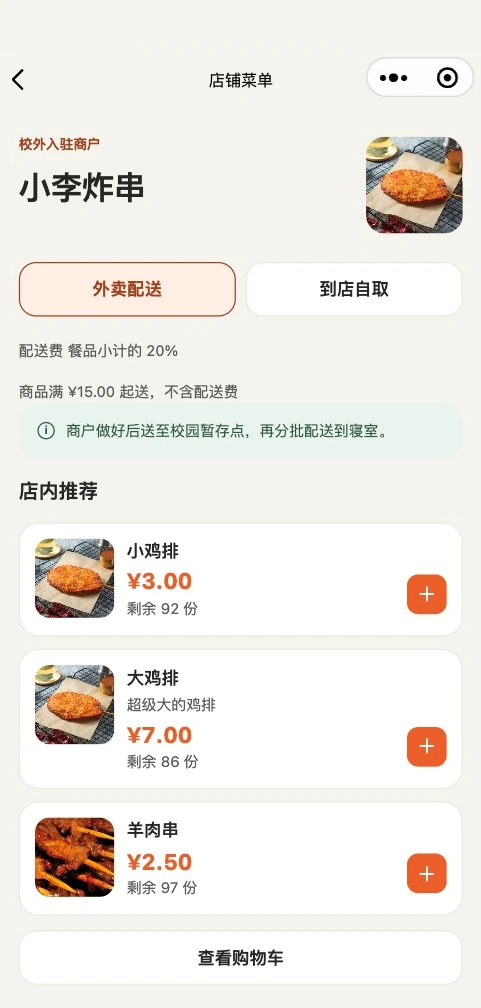 店铺菜单
校外入驻商户
小李炸串
外卖配送
到店自取
配送费 餐品小计的 20%
商品满 ¥15.00 起送，不含配送费
商户做好后送至校园暂存点，再分批配送到寝室。
店内推荐
小鸡排
¥3.00
剩余 92 份
大鸡排
超级大的鸡排
¥7.00
剩余 86 份
羊肉串
¥2.50
剩余 97 份
查看购物车